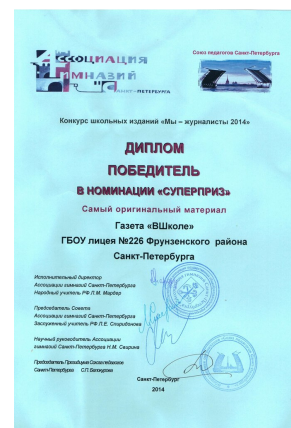 Ассоциация
Гимназий
Санкт-Петербурга
Союз педагогов Санкт-Петербурга
Конкурс школьных изданий «Мы – журналисты 2014»
ДИПЛОМ
ПОБЕДИТЕЛЬ
В НОМИНАЦИИ «СУПЕРПРИЗ»
Самый оригинальный материал
Газета «ВШколе»
ГБОУ лицея №226 Фрунзенского района
Санкт-Петербурга
Исполнительный директор
Ассоциации гимназий Санкт-Петербурга
Народный учитель РФ Л.М. Мардер
Председатель Совета
Ассоциации гимназий Санкт-Петербурга
Заслуженный учитель РФ Л.Е. Спиридонова
Научный руководитель Ассоциации
гимназий Санкт-Петербурга Н.М. Свирина
Председатель Президиума Союза педагогов
Санкт-Петербурга С.П.
Санкт-Петербург
2014